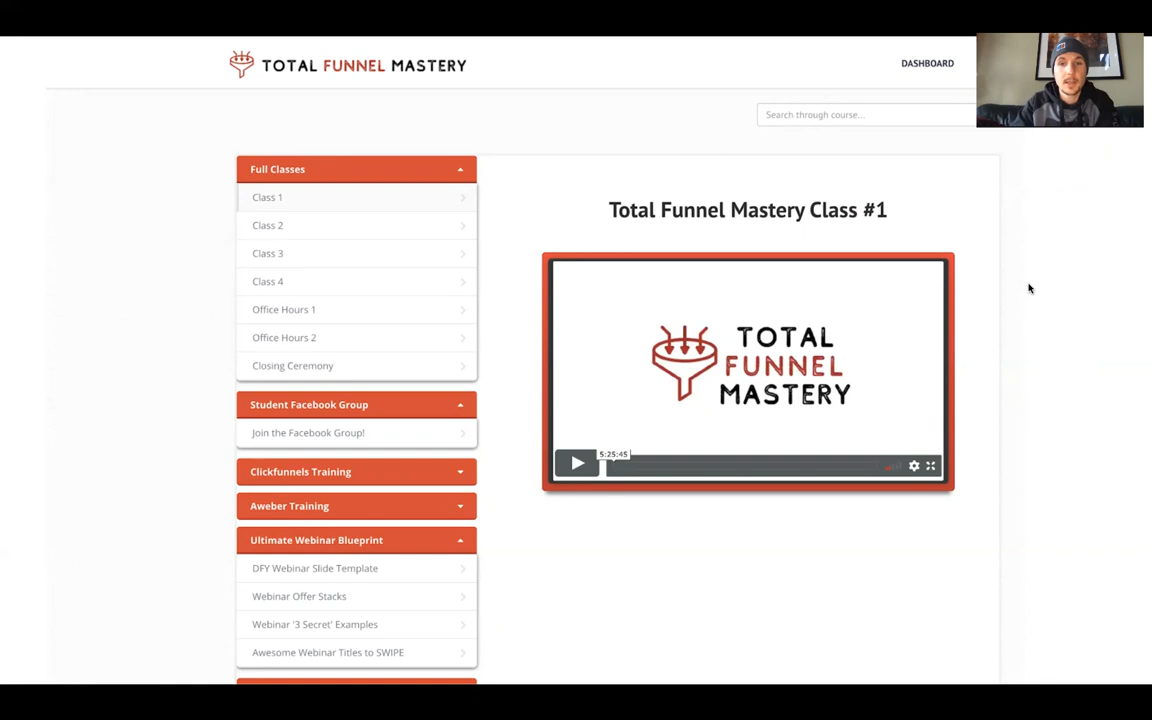 TOTAL FUNNEL MASTERY
DASHBOARD
Search through course...
Full Classes
Class 1
Class 2
Class 3
Class 4
Office Hours 1
Office Hours 2
Closing Ceremony
Student Facebook Group
Join the Facebook Group!
Clickfunnels Training
Aweber Training
Ultimate Webinar Blueprint
DFY Webinar Slide Template
Webinar Offer Stacks
Webinar '3 Secret' Examples
Awesome Webinar Titles to SWIPE
Total Funnel Mastery Class #1
TOTAL
FUNNEL
MASTERY
5:25:45